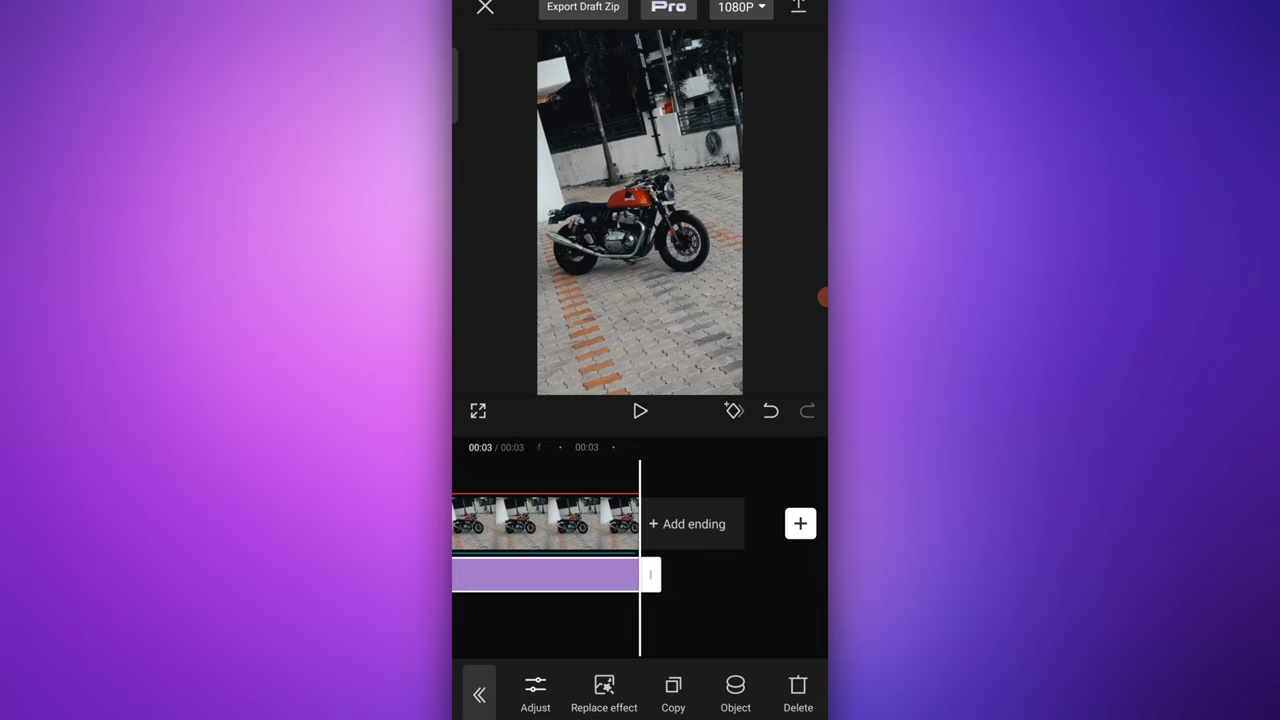 Export Draft Zip
Pro
1080P
00:03 / 00:03
f
00:03
+ Add ending
Adjust
Replace effect
Copy
Object
Delete